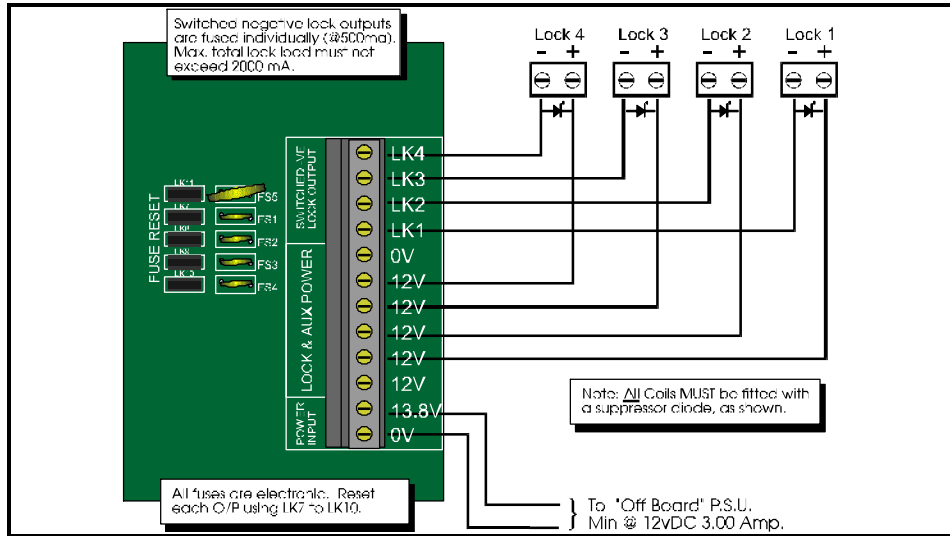 Switched negetive lock outputs
are fused individually (@500ma).
Max. total lock load must not
exceed 2000 mA.
Lock 4
Lock 3
Lock 2
Lock 1
- +
- +
- +
- +
SWITCHED -VE
LOCK OUTPUT
LK4
LK3
LK2
LK1
FUSE RESET
FS5
FS1
FS2
FS3
FS4
LOCK & AUX POWER
0V
12V
12V
12V
12V
12V
POWER
INPUT
13.8V
0V
Note: All Coils MUST be fitted with
a suppressor diode, as shown.
All fuses are electronic. Reset
each O/P using LK7 to LK10.
To "Off Board" P.S.U.
Min @ 12vDC 3.00 Amp.